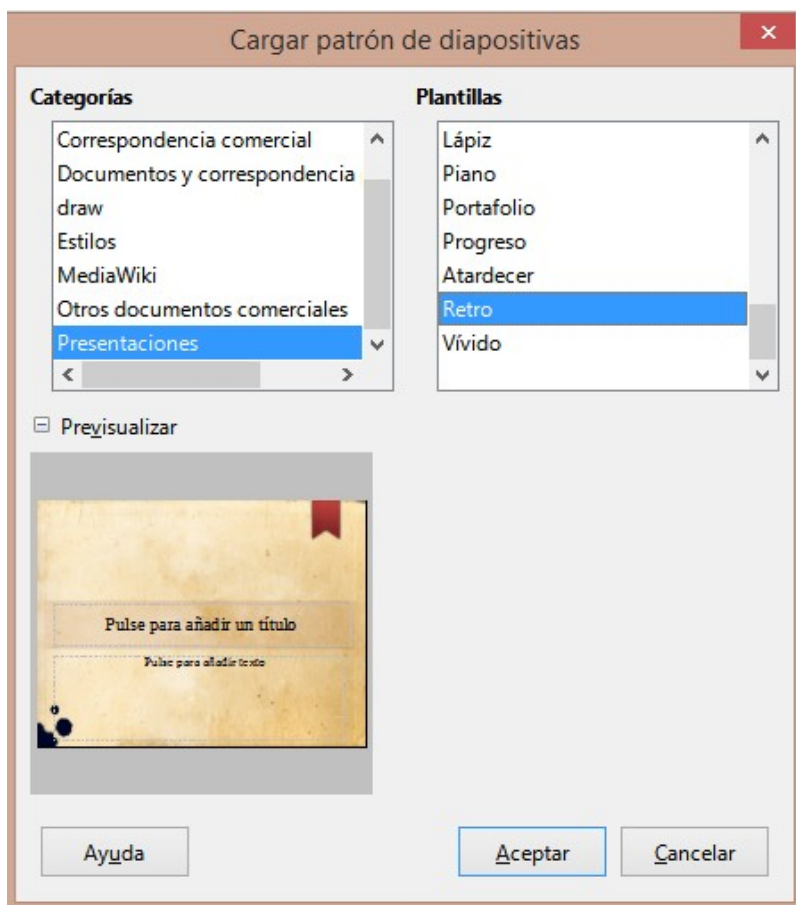 Cargar patrón de diapositivas
Categorías
Correspondencia comercial
Documentos y correspondencia
draw
Estilos
MediaWiki
Otros documentos comerciales
Presentaciones
Plantillas
Lápiz
Piano
Portafolio
Progreso
Atardecer
Retro
Vívido
Previsualizar
Pulse para añadir un título
Pulse para añadir texto
Ayuda
Aceptar
Cancelar